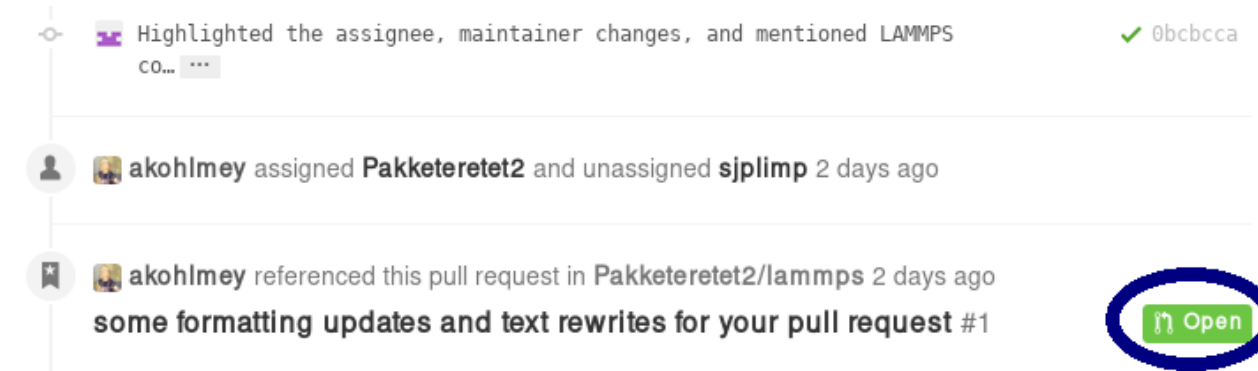 Highlighted the assignee, maintainer changes, and mentioned LAMMPS 0bcbcca
co… ...
akohlmey assigned Pakketeretet2 and unassigned sjplimp 2 days ago
akohlmey referenced this pull request in Pakketeretet2/lammps 2 days ago
some formatting updates and text rewrites for your pull request #1 Open